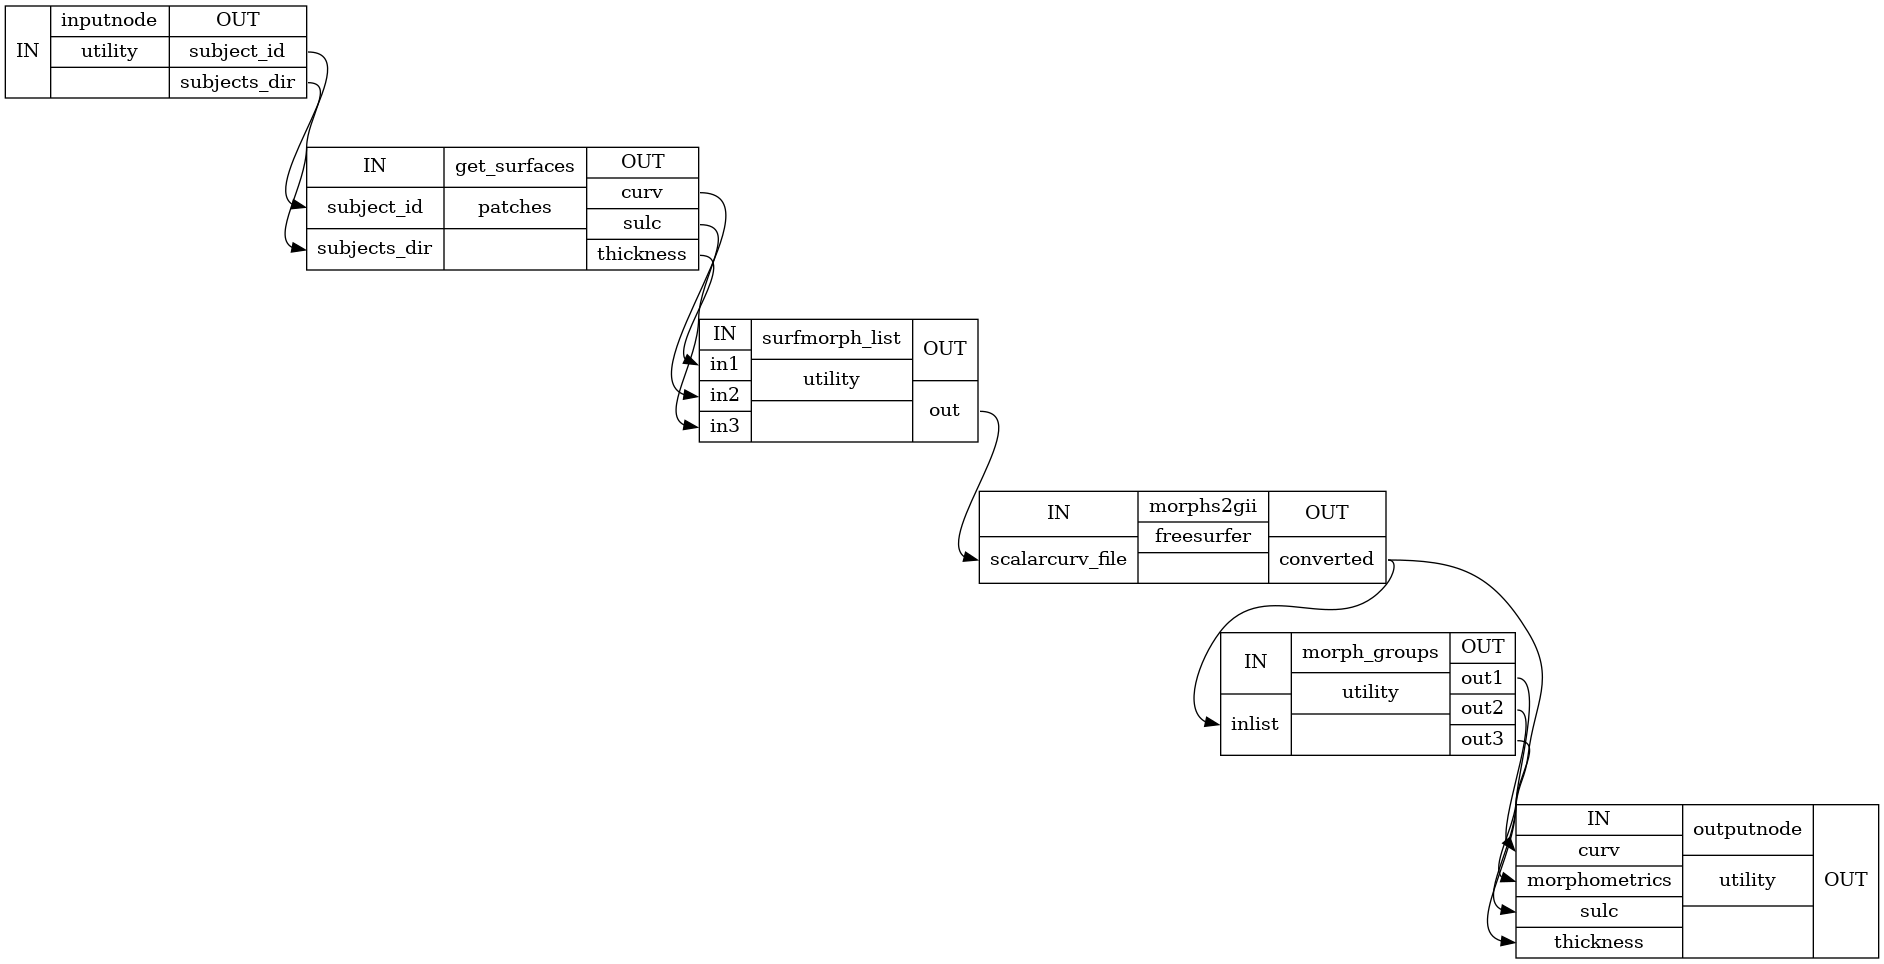 IN
inputnode
utility
OUT
subject_id
subjects_dir
IN
subject_id
subjects_dir
get_surfaces
patches
OUT
curv
sulc
thickness
IN
in1
in2
in3
surfmorph_list
utility
OUT
out
IN
scalarcurv_file
morphs2gii
freesurfer
OUT
converted
IN
inlist
morph_groups
utility
OUT
out1
out2
out3
IN
curv
morphometrics
sulc
thickness
outputnode
utility
OUT